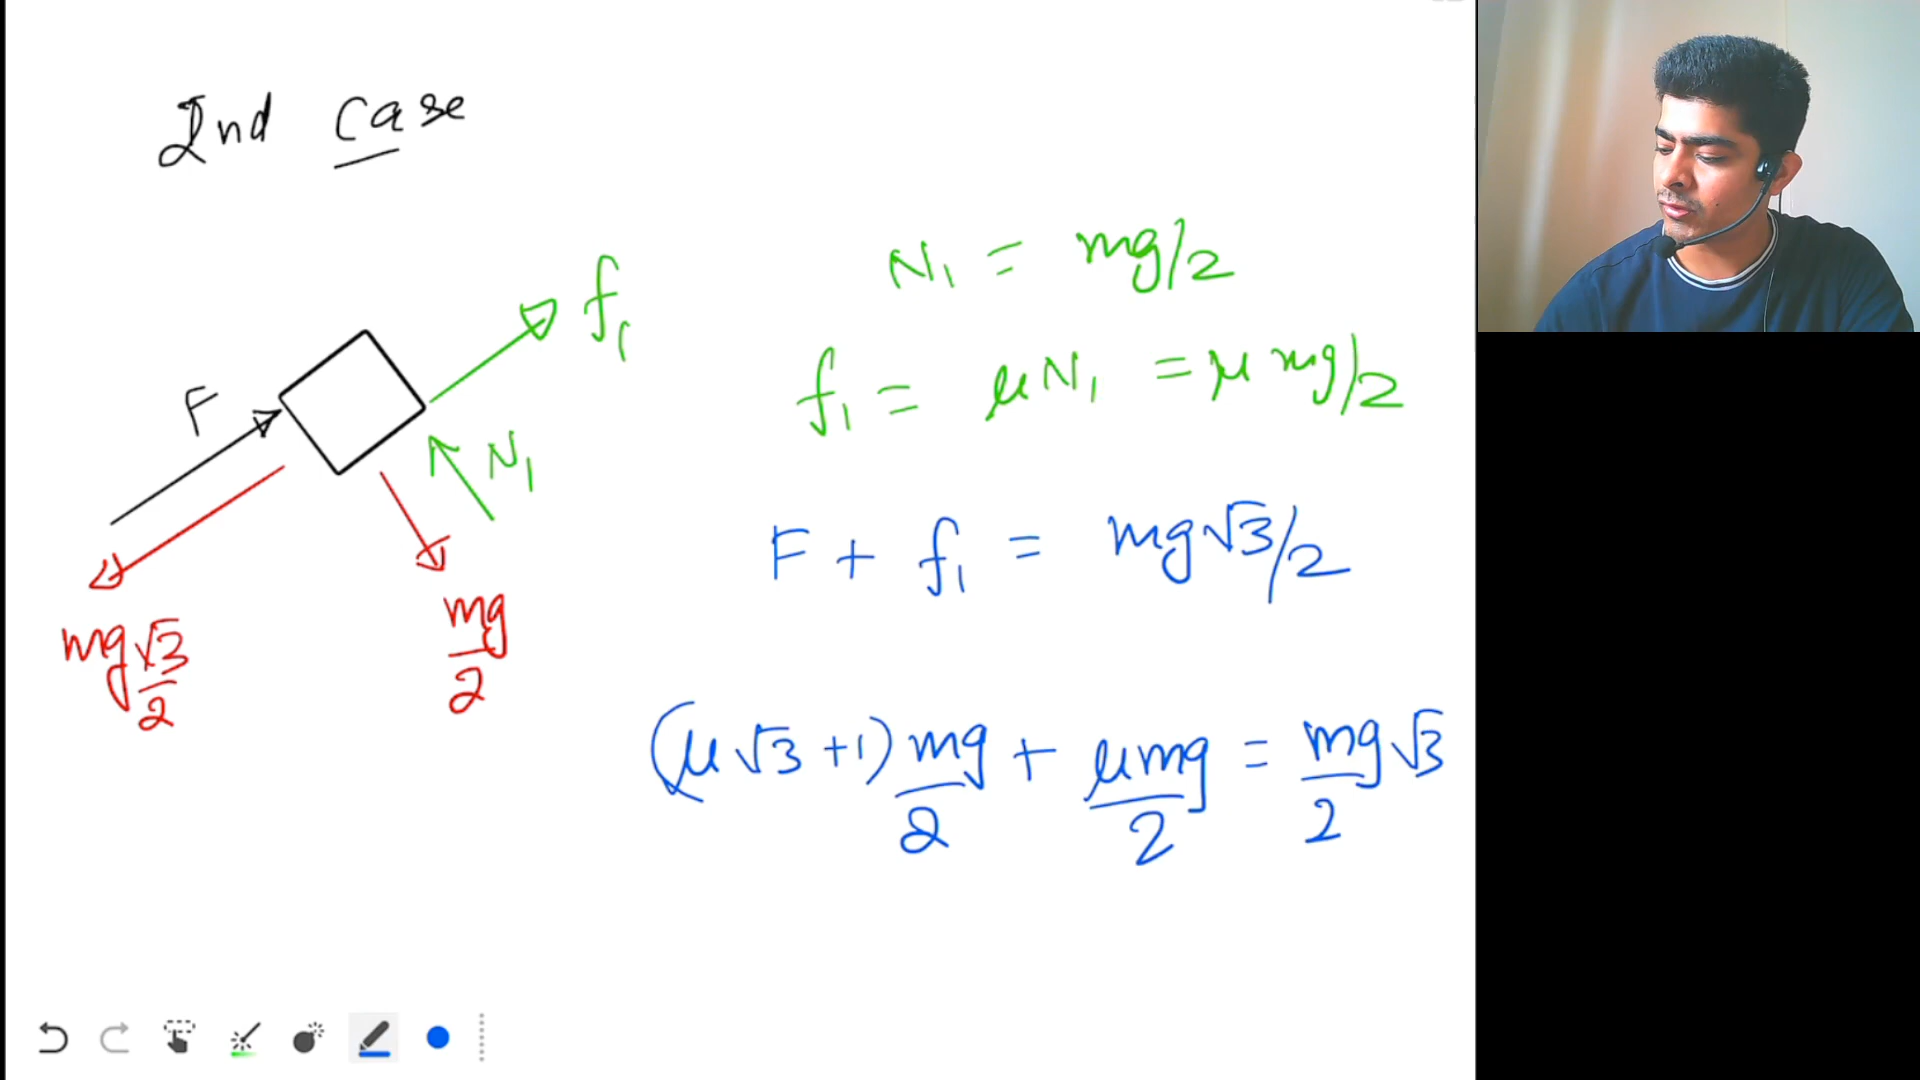 2nd case
N₁ = mg/2
f₁ = μN₁ = μ mg/2
F + f₁ = mg√3/2
(μ√3 + 1) mg/2 + μmg/2 = mg/2 √3
F
f₁
N₁
mg √3/2
mg/2